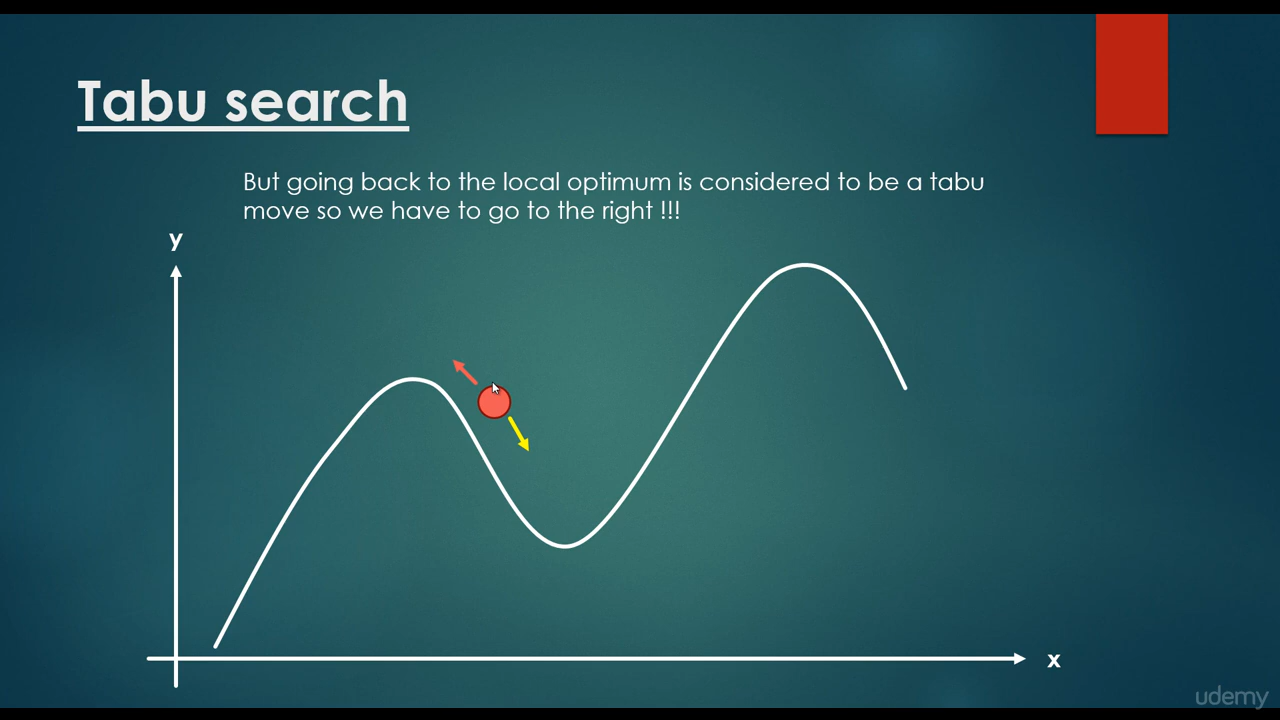 Tabu search
But going back to the local optimum is considered to be a tabu
move so we have to go to the right !!!
y
x
udemy